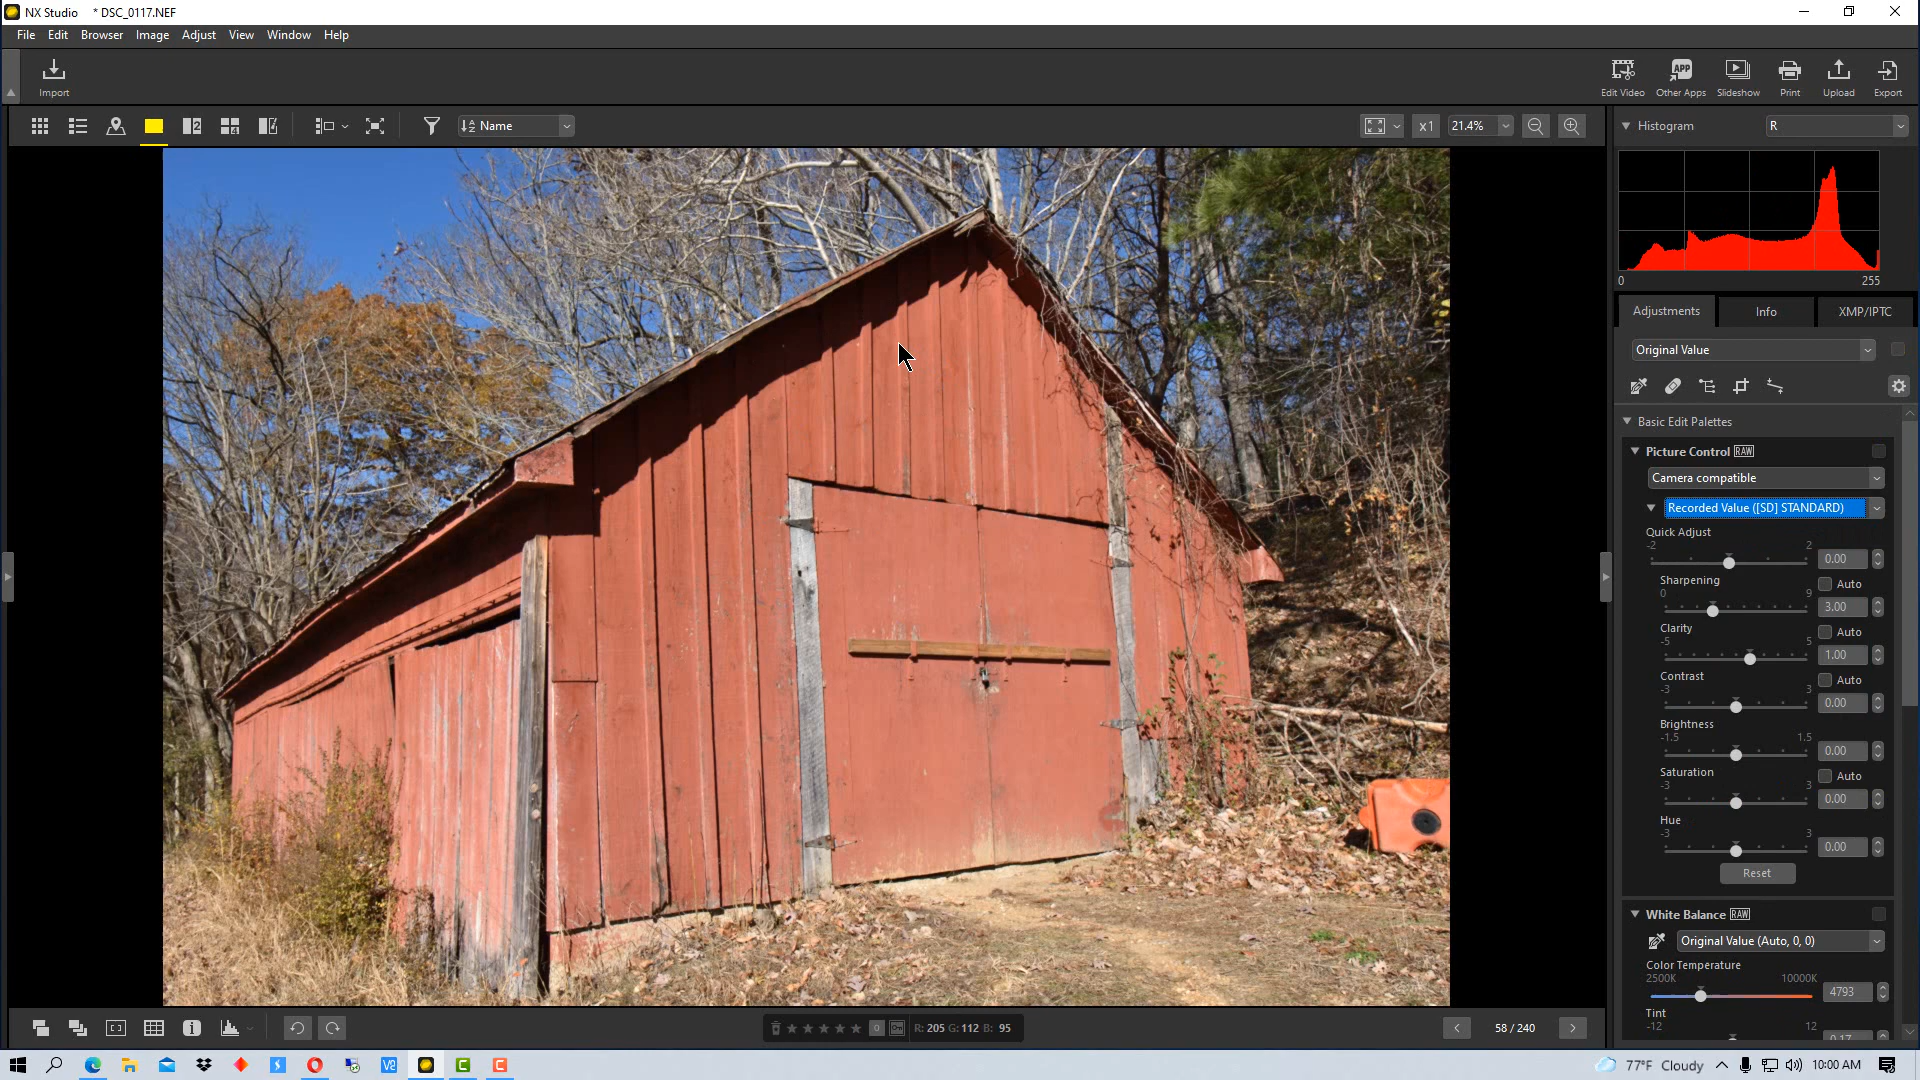 NX Studio * DSC_0117.NEF
File Edit Browser Image Adjust View Window Help
Import
Edit Video Other Apps Slideshow Print Upload Export
APP
Name
x1 21.4%
Histogram R
0 255
Adjustments Info XMP/IPTC
Original Value
Basic Edit Palettes
Picture Control RAW
Camera compatible
Recorded Value ([SD] STANDARD)
Quick Adjust
-2 2
0.00
Sharpening Auto
0 9
3.00
Clarity Auto
-5 5
1.00
Contrast Auto
-3 3
0.00
Brightness
-1.5 1.5
0.00
Saturation Auto
-3 3
0.00
Hue
-3 3
0.00
Reset
White Balance RAW
Original Value (Auto, 0, 0)
Color Temperature
2500K 10000K
4793
Tint
-12 12
0.17
0 R: 205 G: 112 B: 95
58 / 240
77°F Cloudy 10:00 AM